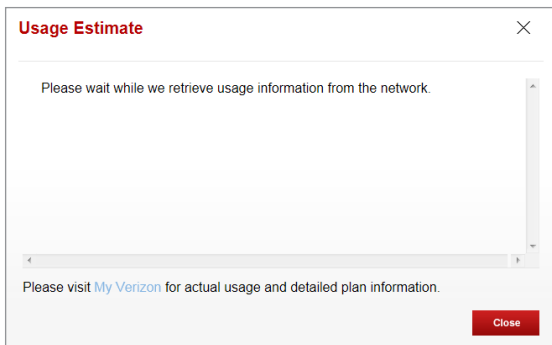 Usage Estimate
Please wait while we retrieve usage information from the network.
Please visit My Verizon for actual usage and detailed plan information.
Close